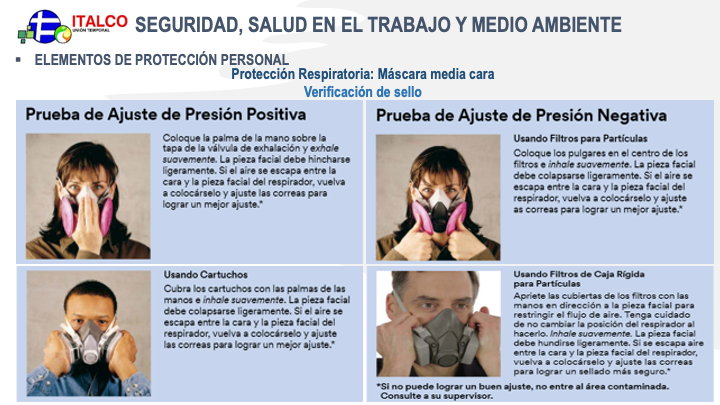 ITALCO
UNIÓN TEMPORAL
SEGURIDAD, SALUD EN EL TRABAJO Y MEDIO AMBIENTE
▪ ELEMENTOS DE PROTECCIÓN PERSONAL
Protección Respiratoria: Máscara media cara
Verificación de sello
Prueba de Ajuste de Presión Positiva
Coloque la palma de la mano sobre la
tapa de la válvula de exhalación y exhale
suavemente. La pieza facial debe hincharse
ligeramente. Si el aire se escapa entre la
cara y la pieza facial del respirador, vuelva
a colocárselo y ajuste las correas para
lograr un mejor ajuste.*
Prueba de Ajuste de Presión Negativa
Usando Filtros para Partículas
Coloque los pulgares en el centro de los
filtros e inhale suavemente. La pieza facial
debe colapsarse ligeramente. Si el aire se
escapa entre la cara y la pieza facial del
respirador, vuelva a colocárselo y ajuste
as correas para lograr un mejor ajuste.*
Usando Cartuchos
Cubra los cartuchos con las palmas de las
manos e inhale suavemente. La pieza facial
debe colapsarse ligeramente. Si el aire se
escapa entre la cara y la pieza facial del
respirador, vuelva a colocárselo y ajuste
las correas para lograr un mejor ajuste.*
Usando Filtros de Caja Rígida
para Partículas
Apriete las cubiertas de los filtros con las
manos en dirección a la pieza facial para
restringir el flujo de aire. Tenga cuidado
de no cambiar la posición del respirador al
hacerlo. Inhale suavemente. La pieza facial
debe hundirse ligeramente. Si se escapa aire
entre la cara y la pieza facial del respirador,
vuelva a colocárselo y ajuste las correas
para lograr un sellado más seguro.*
*Si no puede lograr un buen ajuste, no entre al área contaminada.
Consulte a su supervisor.